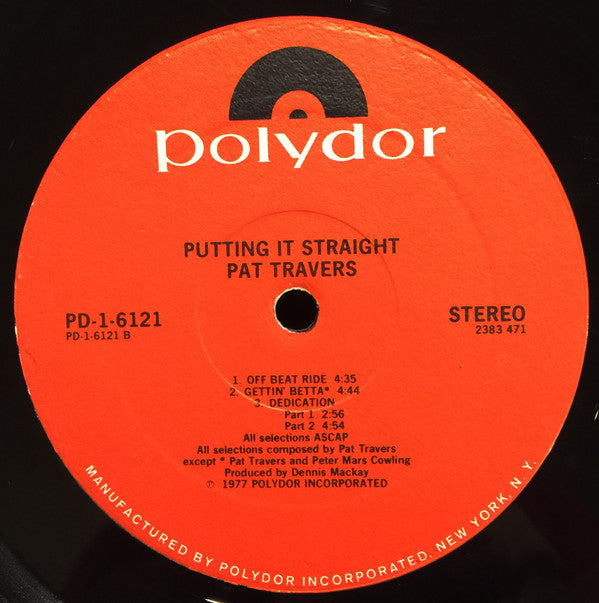 polydor
PUTTING IT STRAIGHT
PAT TRAVERS
PD-1-6121
PD-1-6121 B
STEREO
2383 471
1. OFF BEAT RIDE 4:35
2. GETTIN' BETTA* 4:44
3. DEDICATION
Part 1 2:56
Part 2 4:54
All selections ASCAP
All selections composed by Pat Travers
except * Pat Travers and Peter Mars Cowling
Produced by Dennis Mackay
℗ 1977 POLYDOR INCORPORATED
MANUFACTURED BY POLYDOR INCORPORATED. NEW YORK, N. Y.